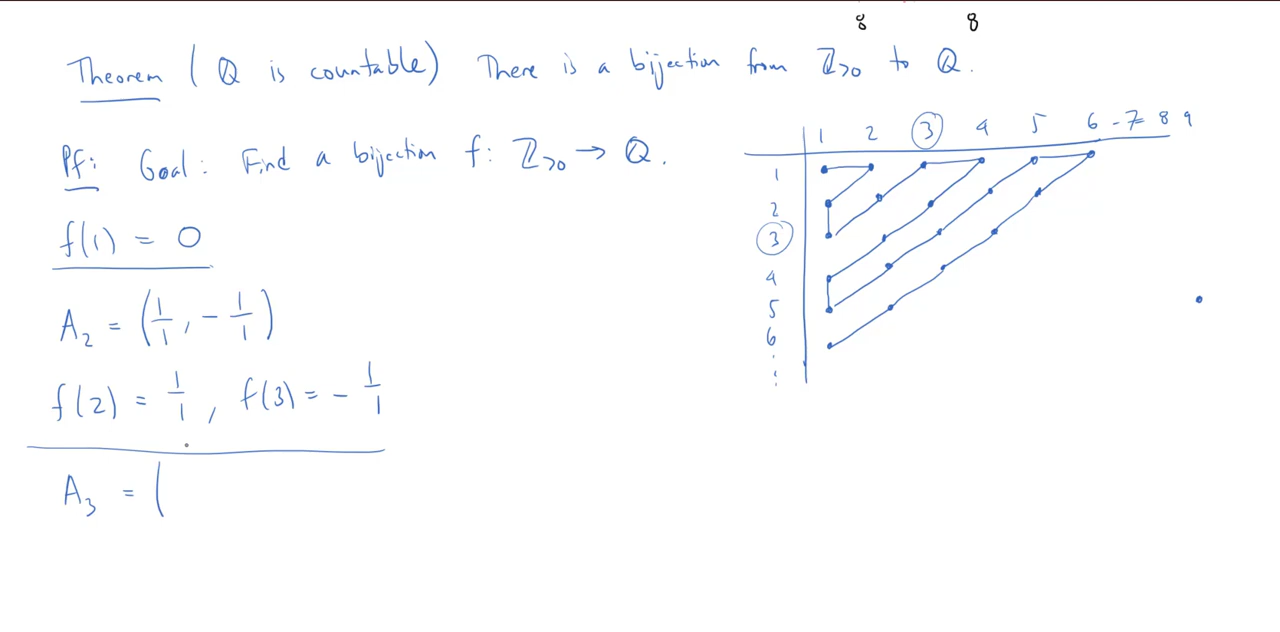 8 8
Theorem ( ℚ is countable) There is a bijection from ℤ>0 to ℚ.
Pf: Goal: Find a bijection f: ℤ>0 → ℚ.
f(1) = 0
A₂ = (1/1, - 1/1)
f(2) = 1/1, f(3) = - 1/1
A₃ = (
1 2 3 4 5 6 - 7 = 8 9
1
2
3
4
5
6
⋮